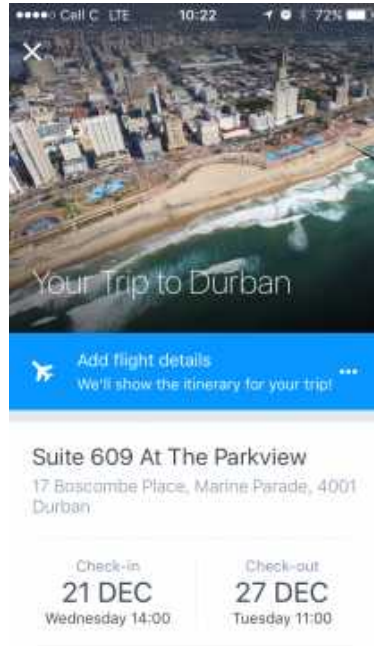 Cell C LTE 10:22 72%
Your Trip to Durban
Add flight details
We'll show the itinerary for your trip!
Suite 609 At The Parkview
17 Boscombe Place, Marine Parade, 4001
Durban
Check-in Check-out
21 DEC 27 DEC
Wednesday 14:00 Tuesday 11:00